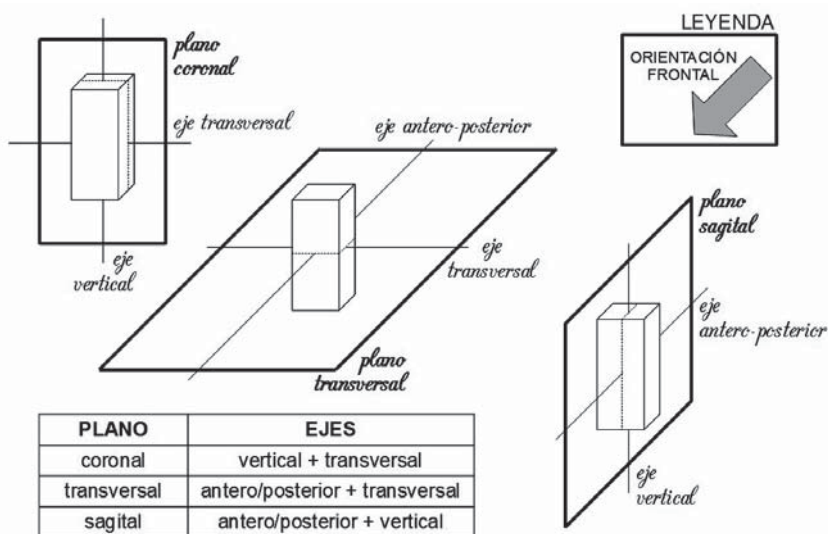 plano
coronal
eje transversal
eje
vertical
eje antero-posterior
eje
transversal
plano
transversal
LEYENDA
ORIENTACIÓN
FRONTAL
plano
sagital
eje
antero-posterior
eje
vertical
PLANO EJES
coronal vertical + transversal
transversal antero/posterior + transversal
sagital antero/posterior + vertical